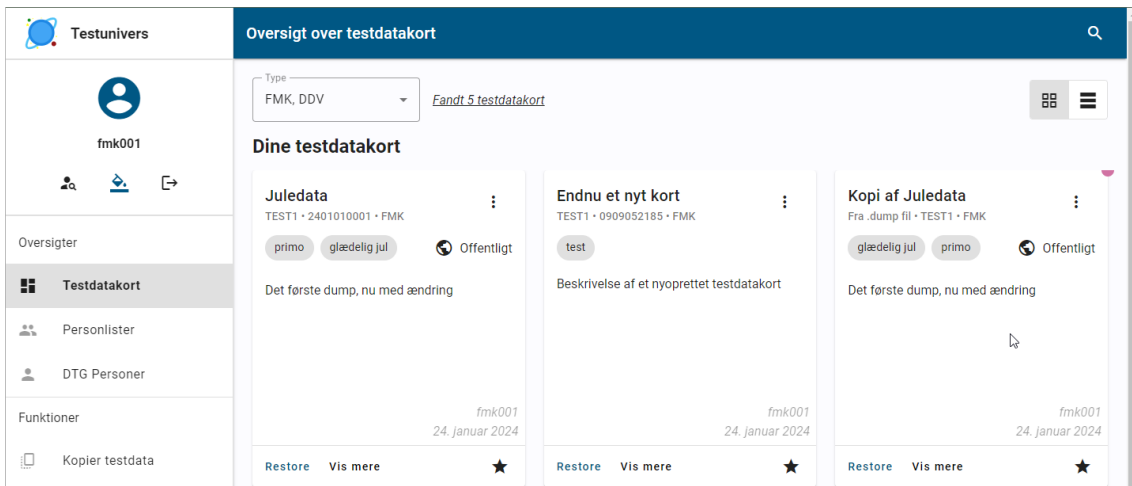 Testunivers
fmk001
Oversigter
Testdatakort
Personlister
DTG Personer
Funktioner
Kopier testdata
Oversigt over testdatakort
Type
FMK, DDV
Fandt 5 testdatakort
Dine testdatakort
Juledata
TEST1 • 2401010001 • FMK
primo glædelig jul Offentligt
Det første dump, nu med ændring
fmk001
24. januar 2024
Restore Vis mere
Endnu et nyt kort
TEST1 • 0909052185 • FMK
test
Beskrivelse af et nyoprettet testdatakort
fmk001
24. januar 2024
Restore Vis mere
Kopi af Juledata
Fra .dump fil • TEST1 • FMK
glædelig jul primo Offentligt
Det første dump, nu med ændring
fmk001
24. januar 2024
Restore Vis mere